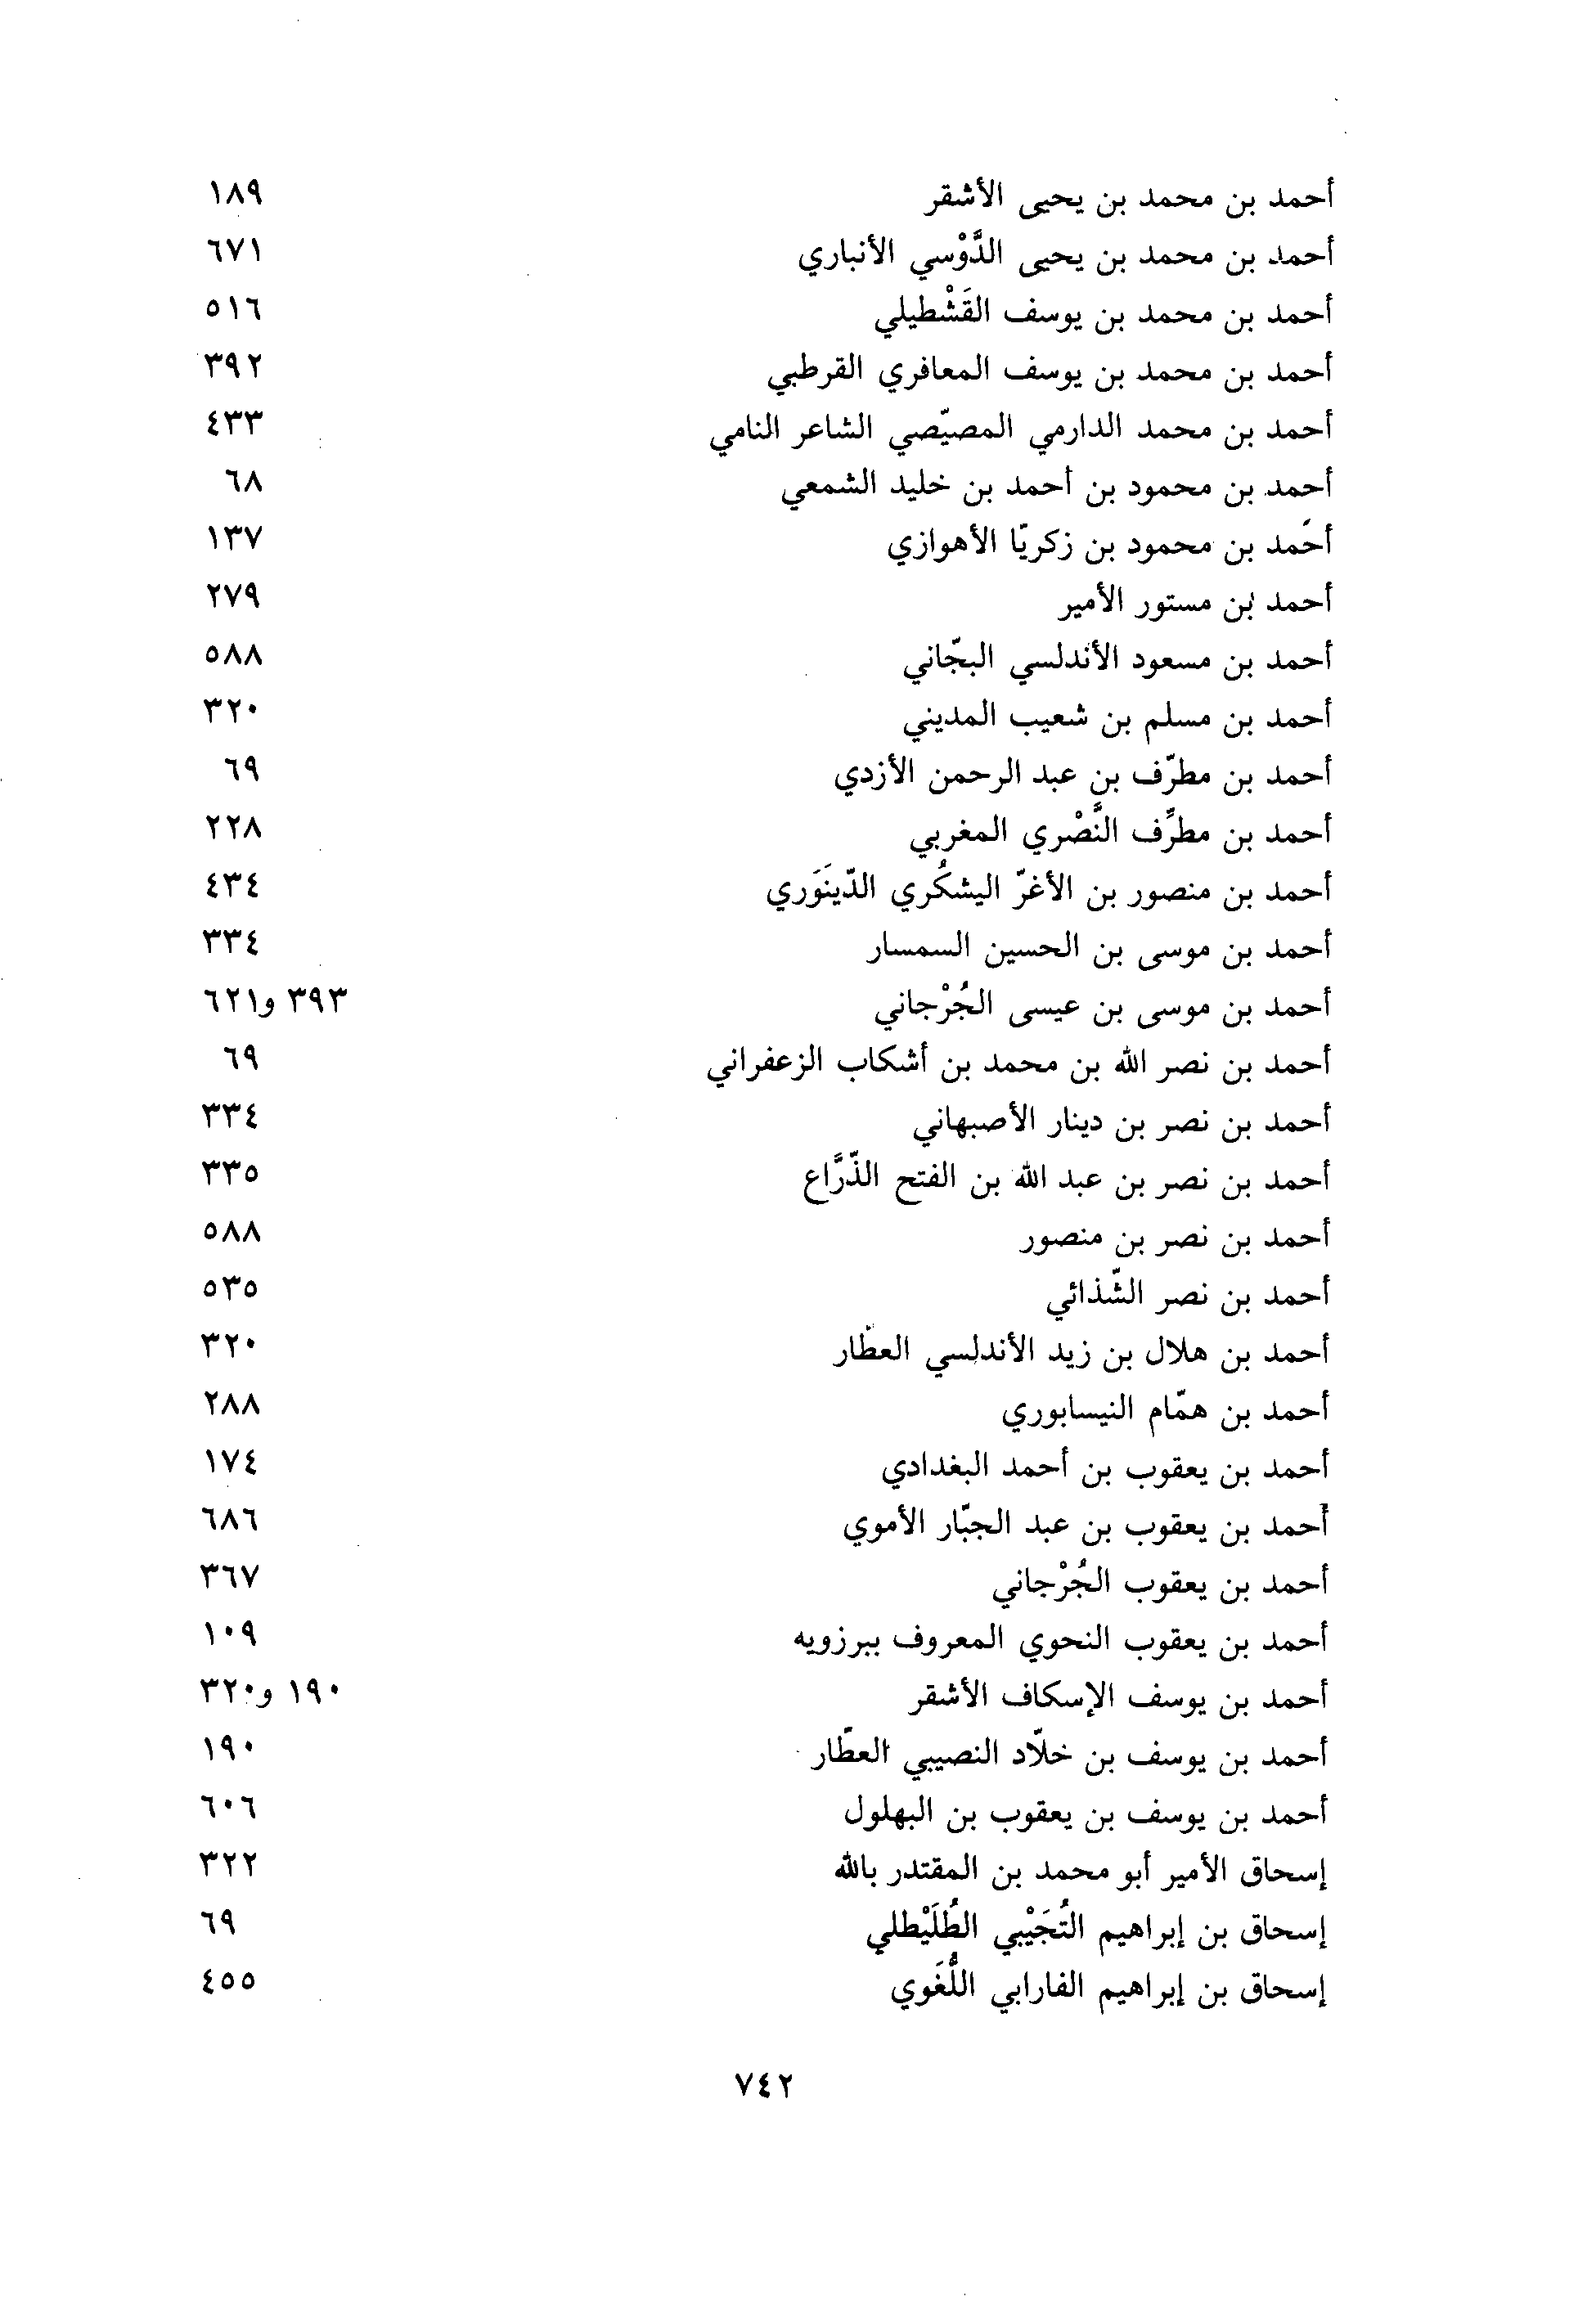 أحمد بن محمد بن يحيى الأشقر ١٨٩
أحمد بن محمد بن يحيى الدَّوْسي الأنباري ٦٧١
أحمد بن محمد بن يوسف القَشْطيلي ٥١٦
أحمد بن محمد بن يوسف المعافري القرطبي ٣٩٢
أحمد بن محمد الدارمي المصيّصي الشاعر النامي ٤٣٣
أحمد بن محمود بن أحمد بن خليد الشمعي ٦٨
أحمد بن محمود بن زكريّا الأهوازي ١٣٧
أحمد بن مستور الأمير ٢٧٩
أحمد بن مسعود الأندلسي البجّاني ٥٨٨
أحمد بن مسلم بن شعيب المديني ٣٢٠
أحمد بن مطرّف بن عبد الرحمن الأزدي ٦٩
أحمد بن مطرِّف النَّصْري المغربي ٢٢٨
أحمد بن منصور بن الأغرّ اليشكُري الدّينَوَري ٤٣٤
أحمد بن موسى بن الحسين السمسار ٣٣٤
أحمد بن موسى بن عيسى الجُرْجاني ٣٩٣ و٦٢١
أحمد بن نصر الله بن محمد بن أشكاب الزعفراني ٦٩
أحمد بن نصر بن دينار الأصبهاني ٣٣٤
أحمد بن نصر بن عبد الله بن الفتح الذّرَّاع ٣٣٥
أحمد بن نصر بن منصور ٥٨٨
أحمد بن نصر الشّذائي ٥٣٥
أحمد بن هلال بن زيد الأندلسي العطّار ٣٢٠
أحمد بن همّام النيسابوري ٢٨٨
أحمد بن يعقوب بن أحمد البغدادي ١٧٤
أحمد بن يعقوب بن عبد الجبّار الأموي ٦٨٦
أحمد بن يعقوب الجُرْجاني ٣٦٧
أحمد بن يعقوب النحوي المعروف ببرزويه ١٠٩
أحمد بن يوسف الإسكاف الأشقر ١٩٠ و٣٢٠
أحمد بن يوسف بن خلّاد النصيبي العطّار ١٩٠
أحمد بن يوسف بن يعقوب بن البهلول ٦٠٦
إسحاق الأمير أبو محمد بن المقتدر بالله ٣٢٢
إسحاق بن إبراهيم التُجَيْبي الطُلَيْطلي ٦٩
إسحاق بن إبراهيم الفارابي اللُّغَوي ٤٥٥
٧٤٢